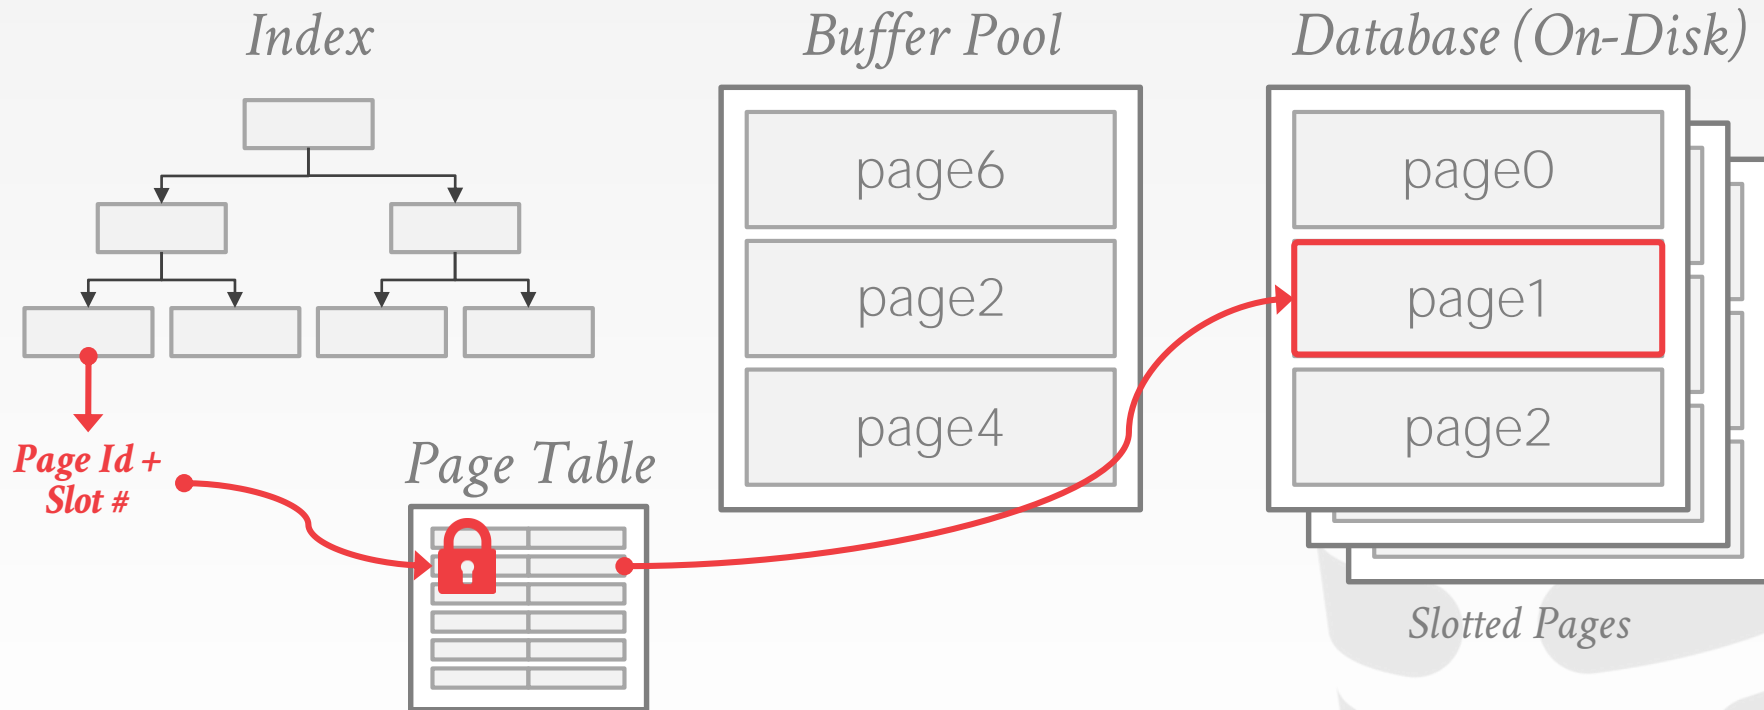 Index
Buffer Pool
Database (On-Disk)
page6
page0
page2
page1
page4
page2
Page Id +
Slot #
Page Table
Slotted Pages